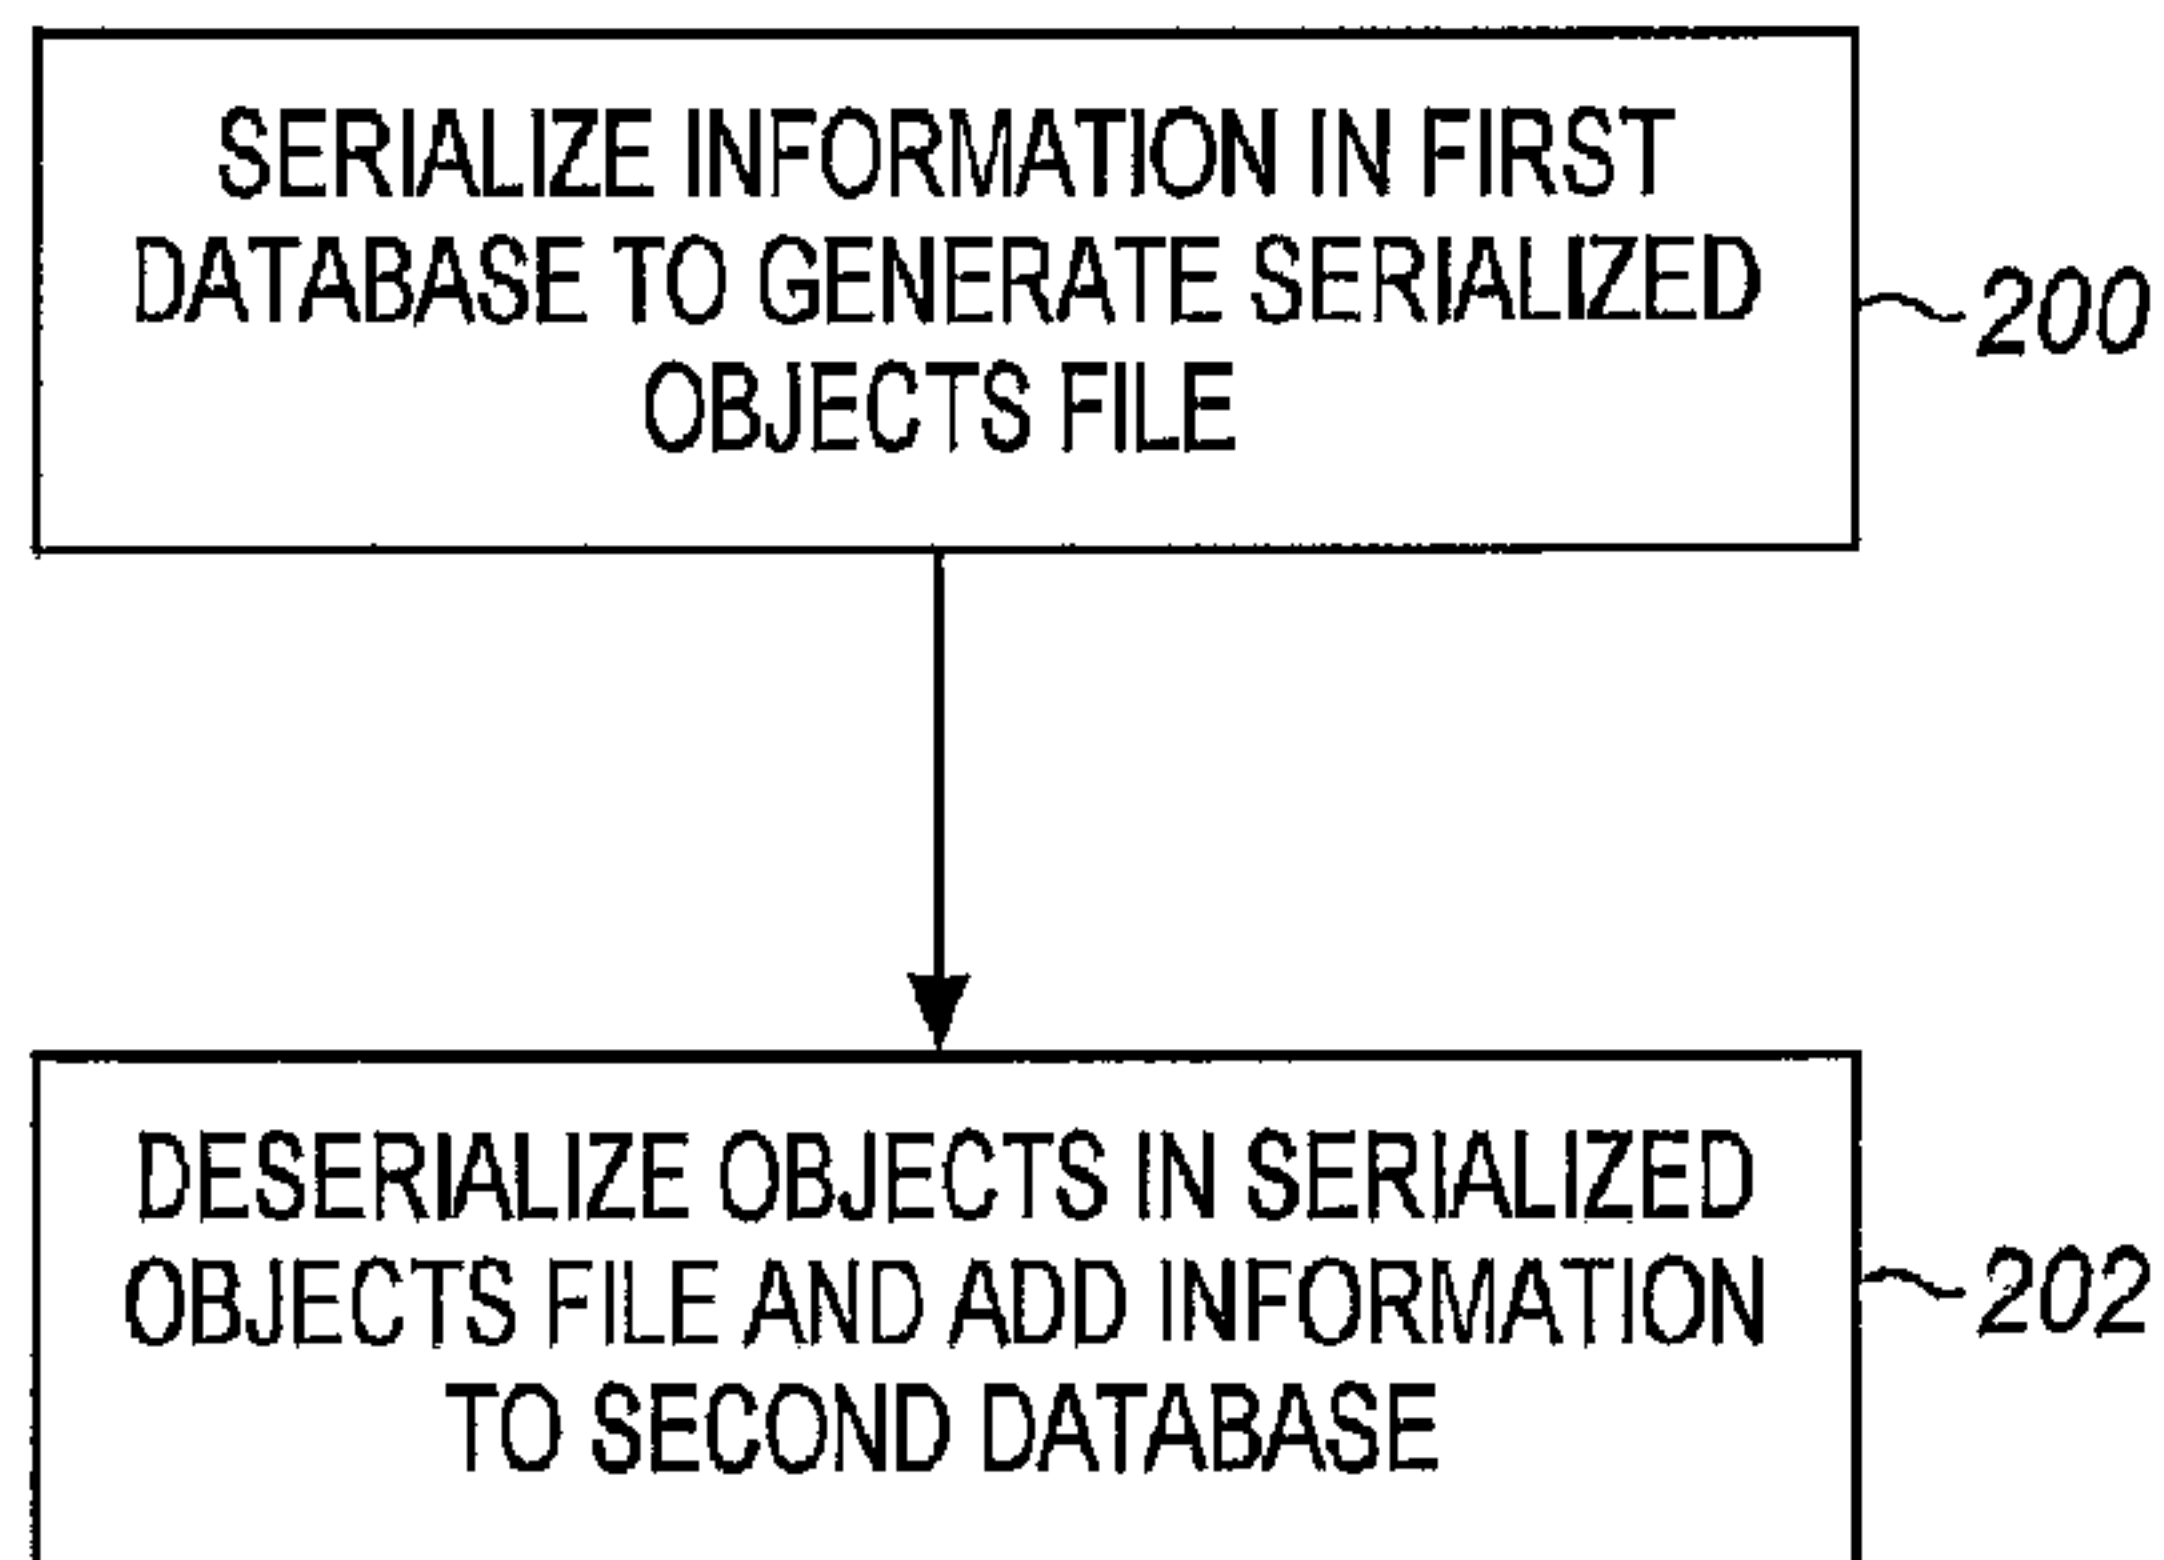 SERIALIZE INFORMATION IN FIRST
DATABASE TO GENERATE SERIALIZED
OBJECTS FILE
200
DESERIALIZE OBJECTS IN SERIALIZED
OBJECTS FILE AND ADD INFORMATION
TO SECOND DATABASE
202